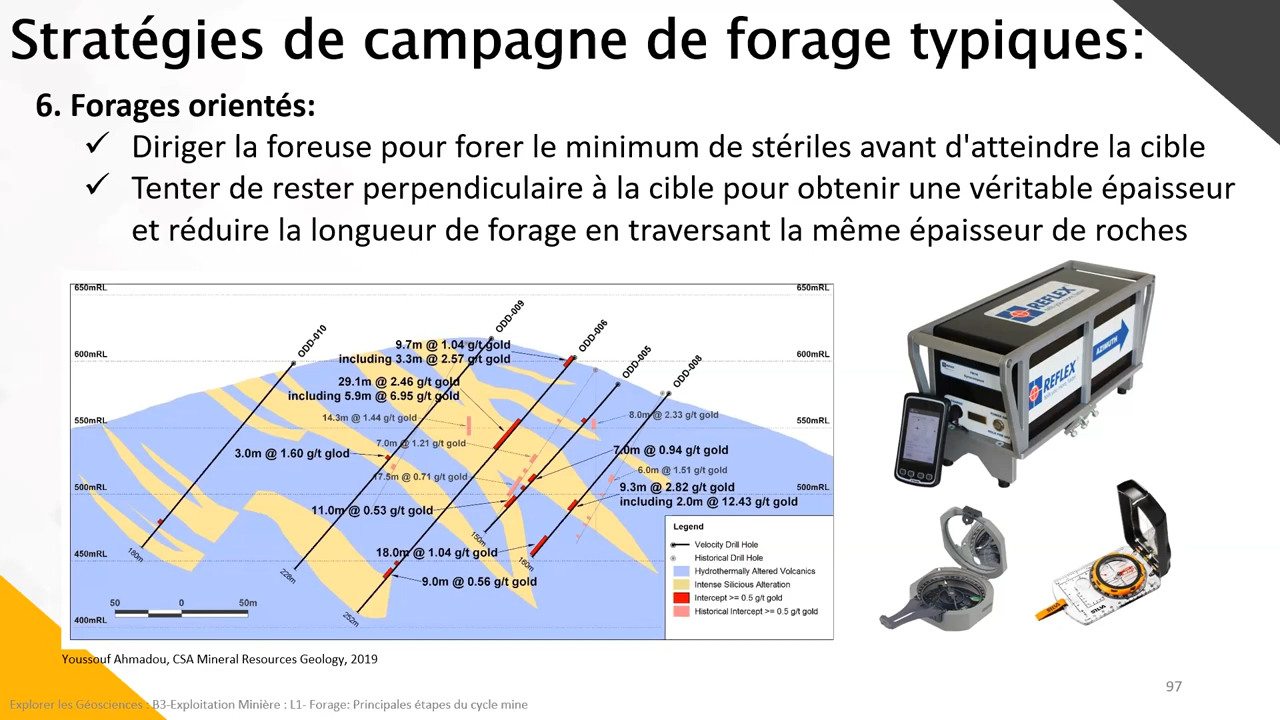 Stratégies de campagne de forage typiques:
6. Forages orientés:
✓ Diriger la foreuse pour forer le minimum de stériles avant d'atteindre la cible
✓ Tenter de rester perpendiculaire à la cible pour obtenir une véritable épaisseur
et réduire la longueur de forage en traversant la même épaisseur de roches
650mRL
650mRL
600mRL
600mRL
550mRL
550mRL
500mRL
500mRL
450mRL
400mRL
ODD-010
ODD-009
ODD-006
ODD-005
ODD-008
9.7m @ 1.04 g/t gold
including 3.3m @ 2.57 g/t gold
29.1m @ 2.46 g/t gold
including 5.9m @ 6.95 g/t gold
14.3m @ 1.44 g/t gold
8.0m @ 2.33 g/t gold
7.0m @ 1.21 g/t gold
3.0m @ 1.60 g/t glod
7.0m @ 0.94 g/t gold
17.5m @ 0.71 g/t gold
6.0m @ 1.51 g/t gold
9.3m @ 2.82 g/t gold
including 2.0m @ 12.43 g/t gold
11.0m @ 0.53 g/t gold
18.0m @ 1.04 g/t gold
9.0m @ 0.56 g/t gold
180m
228m
252m
150m
160m
50 0 50m
Legend
Velocity Drill Hole
Historical Drill Hole
Hydrothermally Altered Volcanics
Intense Silicious Alteration
Intercept >= 0.5 g/t gold
Historical Intercept >= 0.5 g/t gold
REFLEX
REFLEX
AZIMUTH
Youssouf Ahmadou, CSA Mineral Resources Geology, 2019
97
Explorer les Géosciences : B3-Exploitation Minière : L1- Forage: Principales étapes du cycle mine